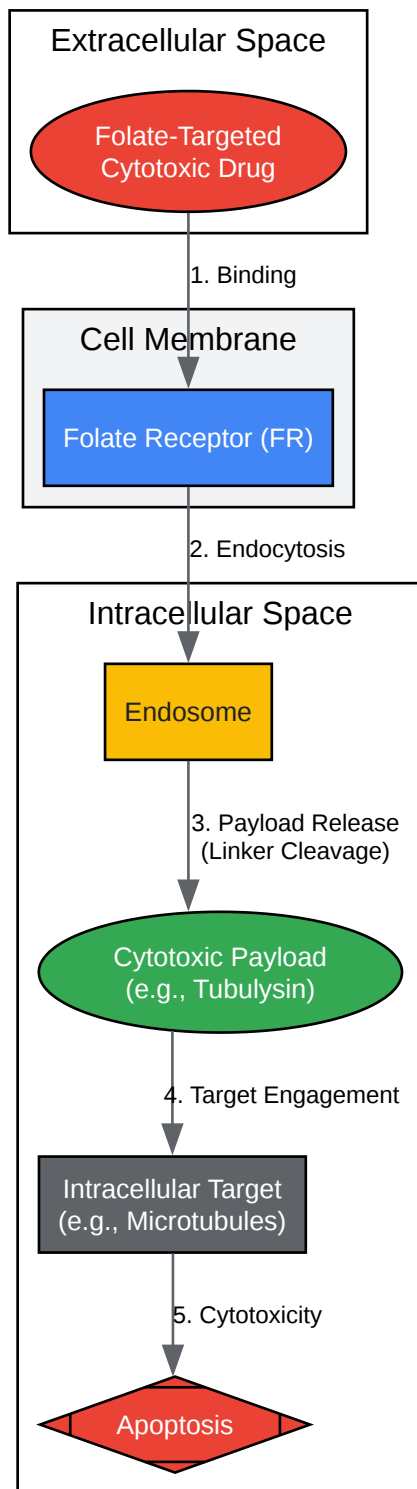 Extracellular Space
Folate-Targeted
Cytotoxic Drug
1. Binding
Cell Membrane
Folate Receptor (FR)
2. Endocytosis
Intracellular Space
Endosome
3. Payload Release
(Linker Cleavage)
Cytotoxic Payload
(e.g., Tubulysin)
4. Target Engagement
Intracellular Target
(e.g., Microtubules)
5. Cytotoxicity
Apoptosis